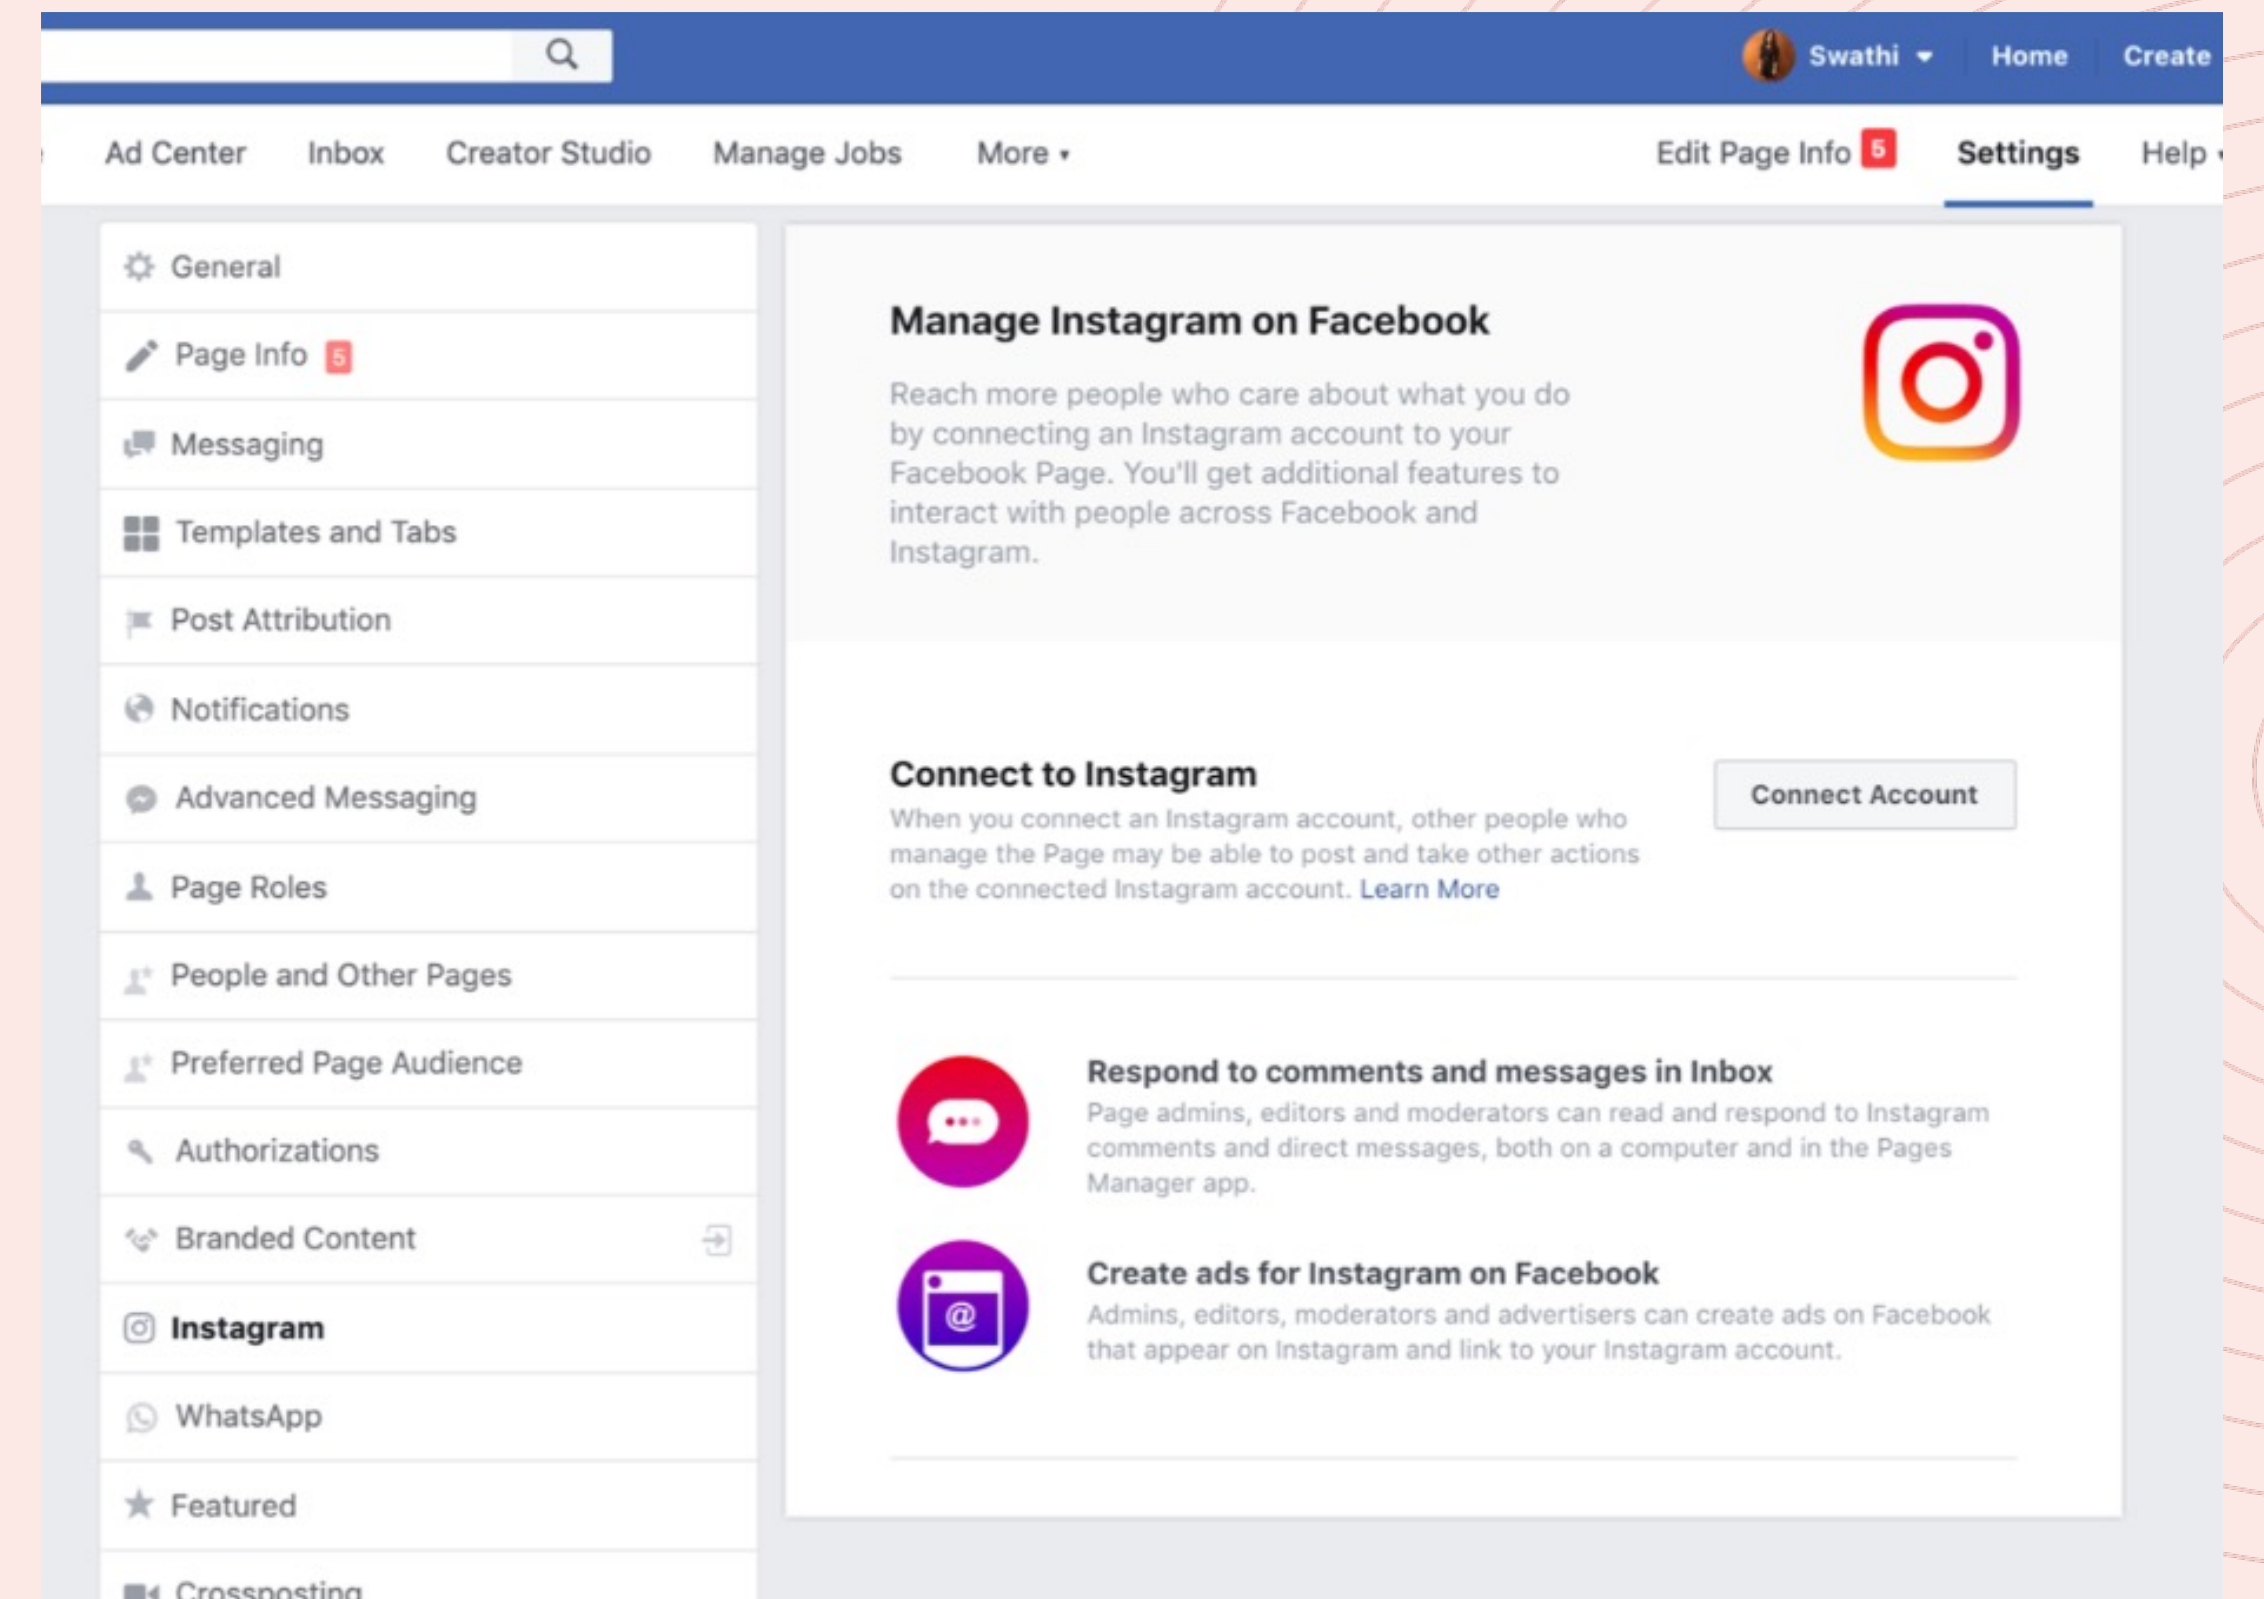 Swathi
Home
Create
Ad Center
Inbox
Creator Studio
Manage Jobs
More
Edit Page Info 5
Settings
Help
General
Page Info 5
Messaging
Templates and Tabs
Post Attribution
Notifications
Advanced Messaging
Page Roles
People and Other Pages
Preferred Page Audience
Authorizations
Branded Content
Instagram
WhatsApp
Featured
Crossposting
Manage Instagram on Facebook
Reach more people who care about what you do
by connecting an Instagram account to your
Facebook Page. You'll get additional features to
interact with people across Facebook and
Instagram.
Connect to Instagram
When you connect an Instagram account, other people who
manage the Page may be able to post and take other actions
on the connected Instagram account. Learn More
Connect Account
Respond to comments and messages in Inbox
Page admins, editors and moderators can read and respond to Instagram
comments and direct messages, both on a computer and in the Pages
Manager app.
@
Create ads for Instagram on Facebook
Admins, editors, moderators and advertisers can create ads on Facebook
that appear on Instagram and link to your Instagram account.